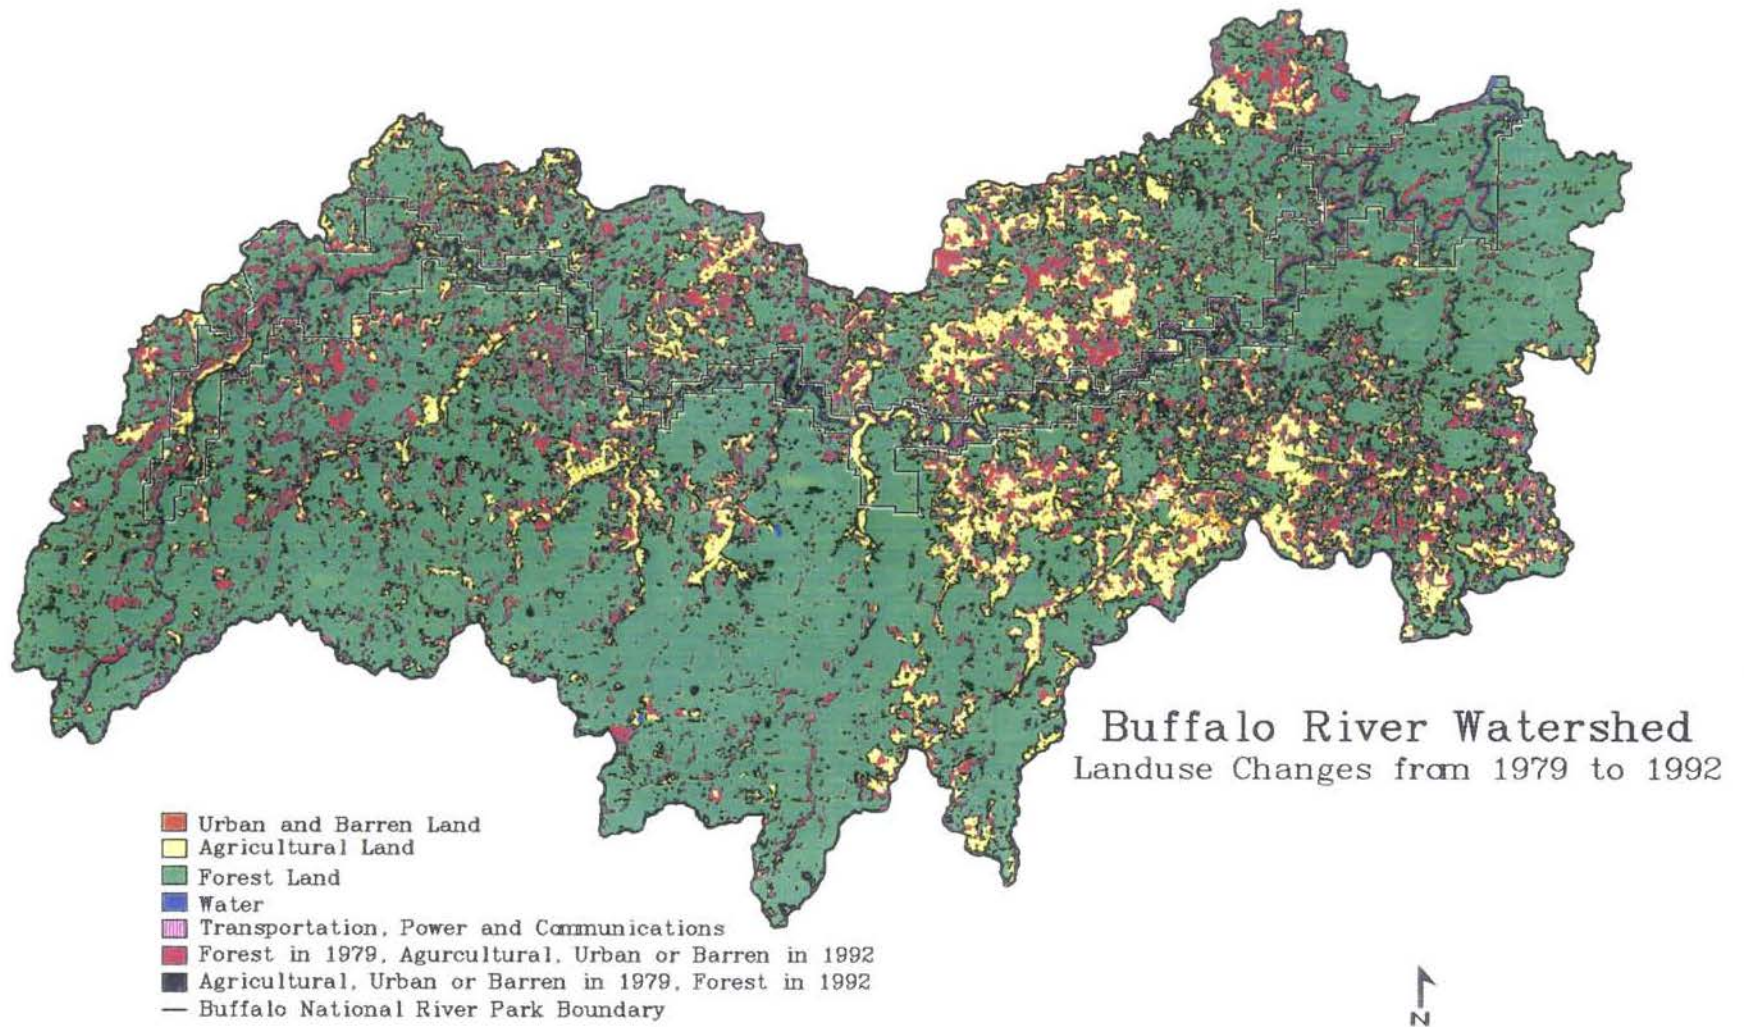 Buffalo River Watershed
Landuse Changes from 1979 to 1992
Urban and Barren Land
Agricultural Land
Forest Land
Water
Transportation, Power and Communications
Forest in 1979, Agurcultural, Urban or Barren in 1992
Agricultural, Urban or Barren in 1979, Forest in 1992
Buffalo National River Park Boundary
N